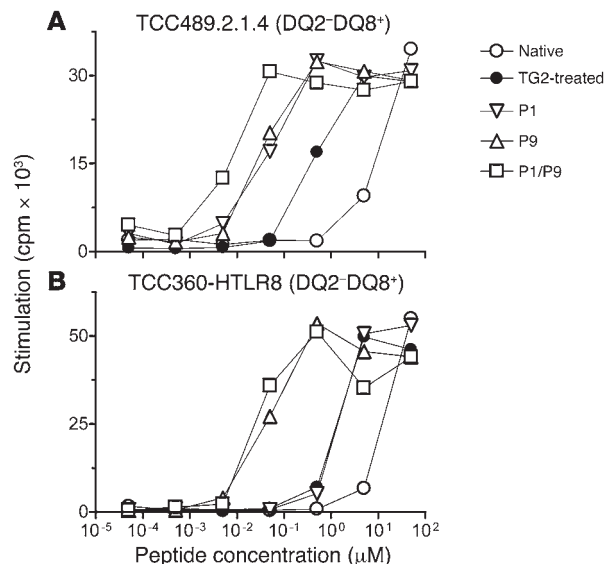 A
TCC489.2.1.4 (DQ2⁻DQ8⁺)
30
15
0
Native
TG2-treated
P1
P9
P1/P9
Stimulation (cpm × 10³)
B
TCC360-HTLR8 (DQ2⁻DQ8⁺)
50
25
0
10⁻⁵ 10⁻⁴ 10⁻³ 10⁻² 10⁻¹ 10⁰ 10¹ 10²
Peptide concentration (μM)